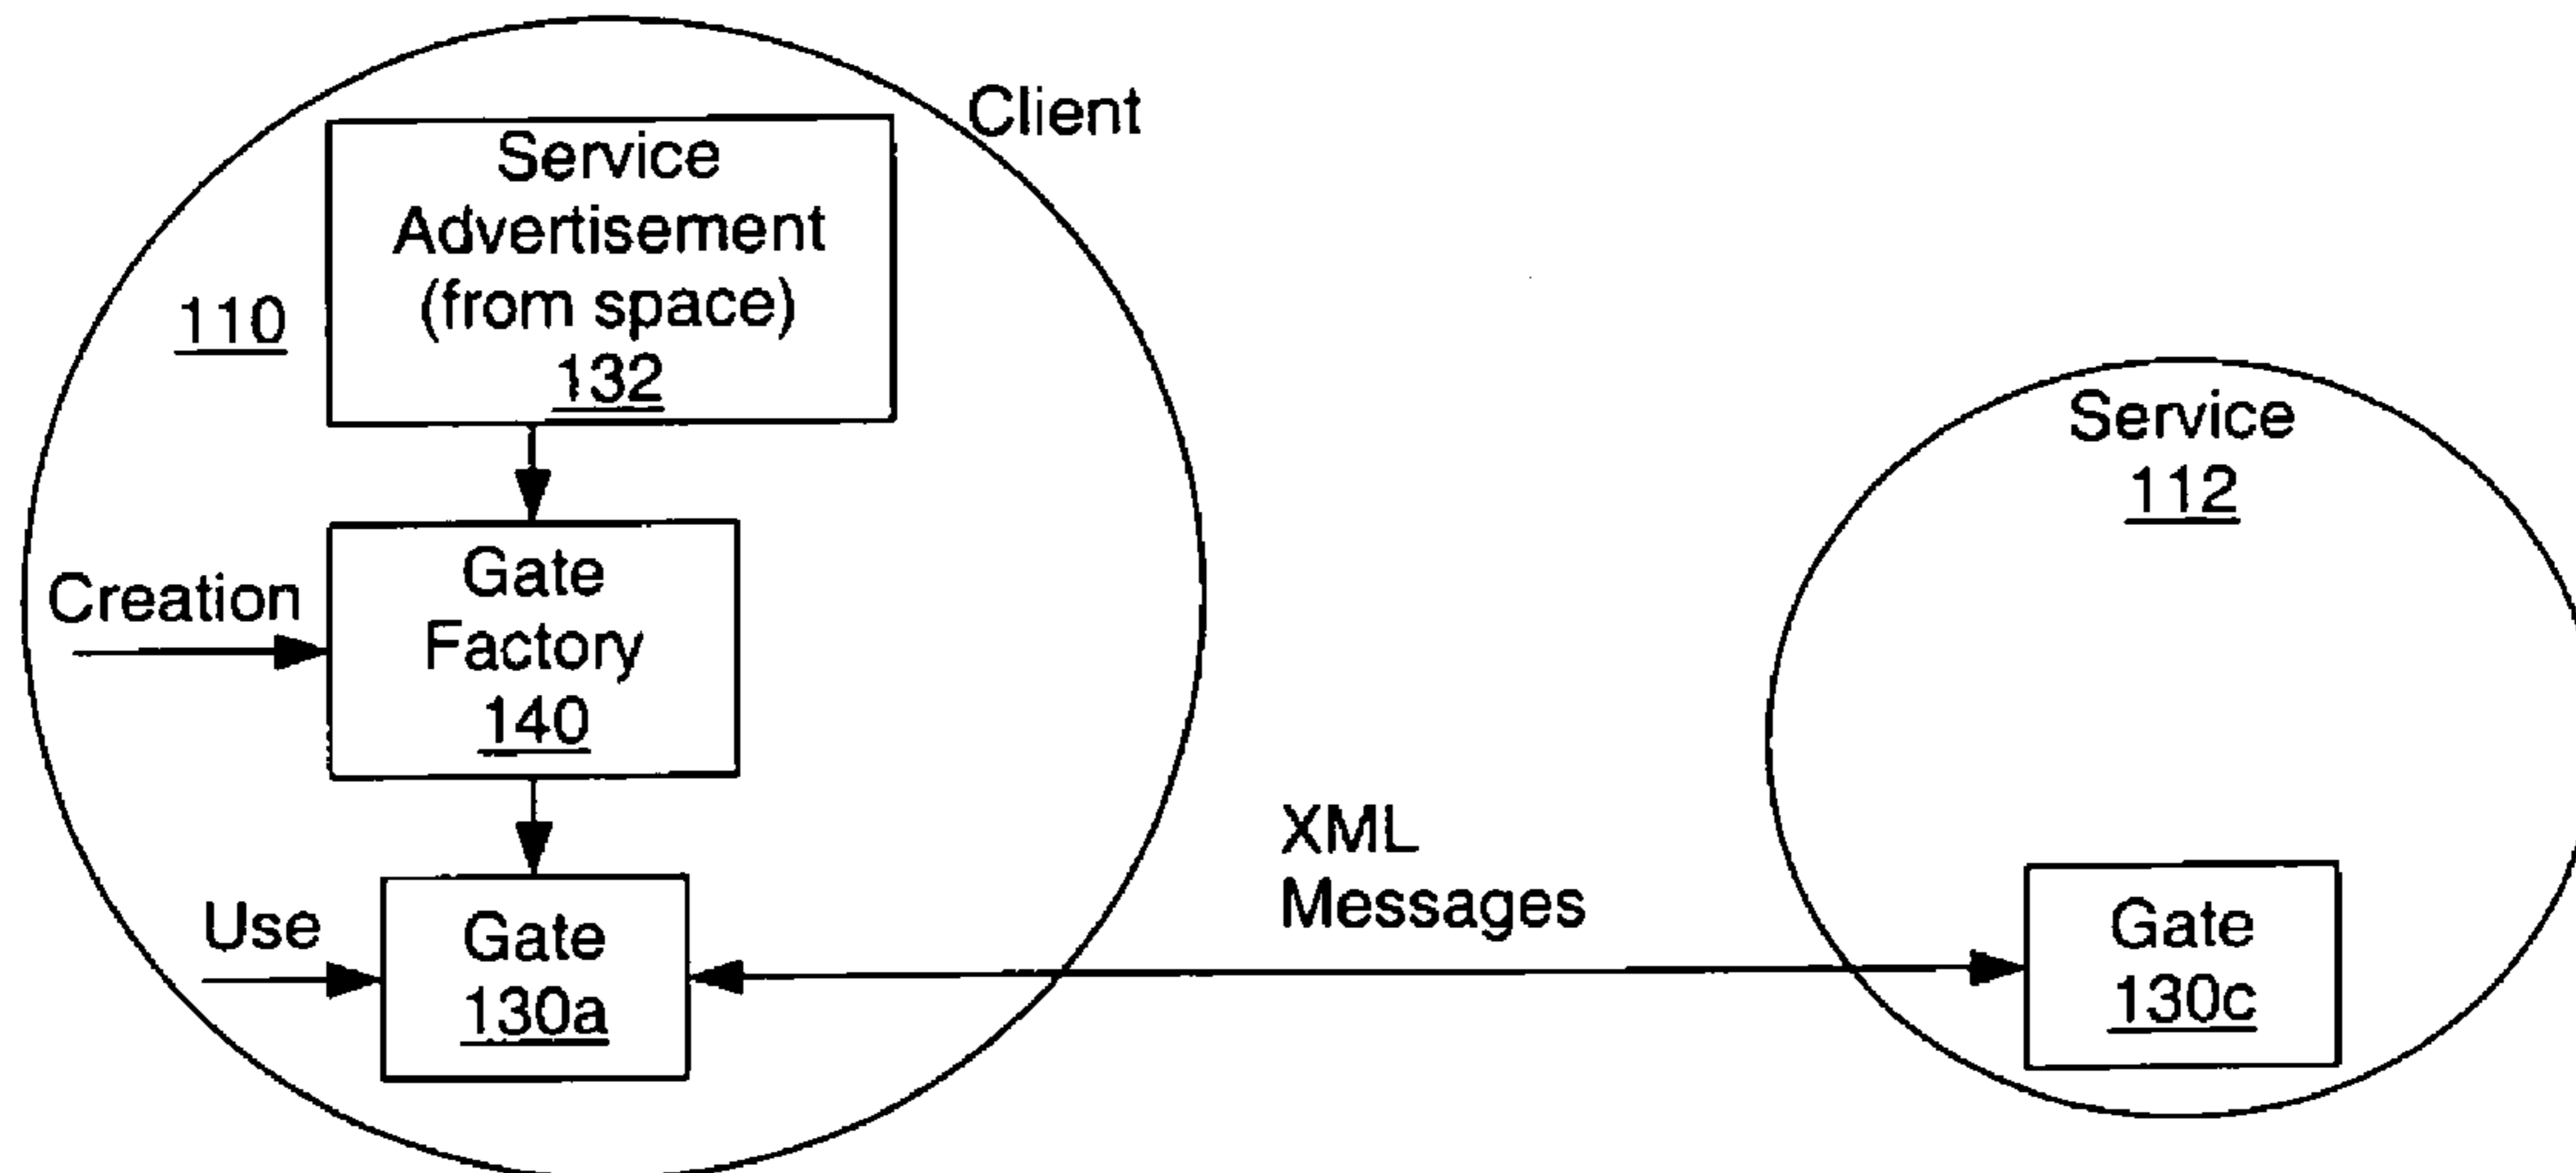 Client
Service
Advertisement
(from space)
132
110
Creation
Gate
Factory
140
Use
Gate
130a
XML
Messages
Service
112
Gate
130c